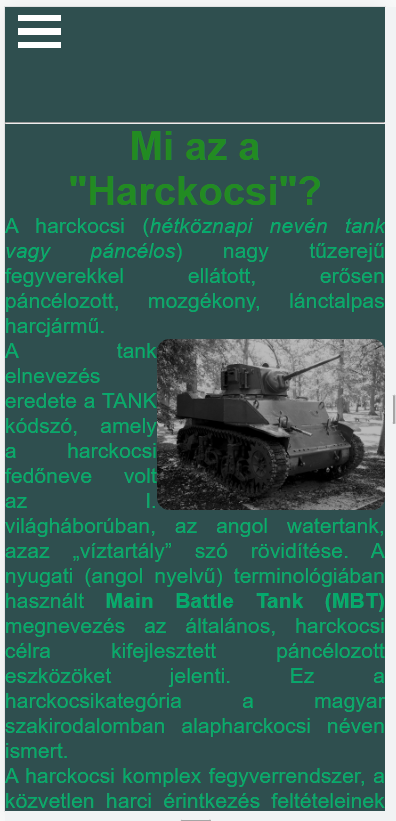 Mi az a
"Harckocsi"?
A harckocsi (hétköznapi nevén tank
vagy páncélos) nagy tűzerejű
fegyverekkel ellátott, erősen
páncélozott, mozgékony, lánctalpas
harcjármű.
A tank
elnevezés
eredete a TANK
kódszó, amely
a harckocsi
fedőneve volt
az I.
világháborúban, az angol watertank,
azaz „víztartály” szó rövidítése. A
nyugati (angol nyelvű) terminológiában
használt Main Battle Tank (MBT)
megnevezés az általános, harckocsi
célra kifejlesztett páncélozott
eszközöket jelenti. Ez a
harckocsikategória a magyar
szakirodalomban alapharckocsi néven
ismert.
A harckocsi komplex fegyverrendszer, a
közvetlen harci érintkezés feltételeinek